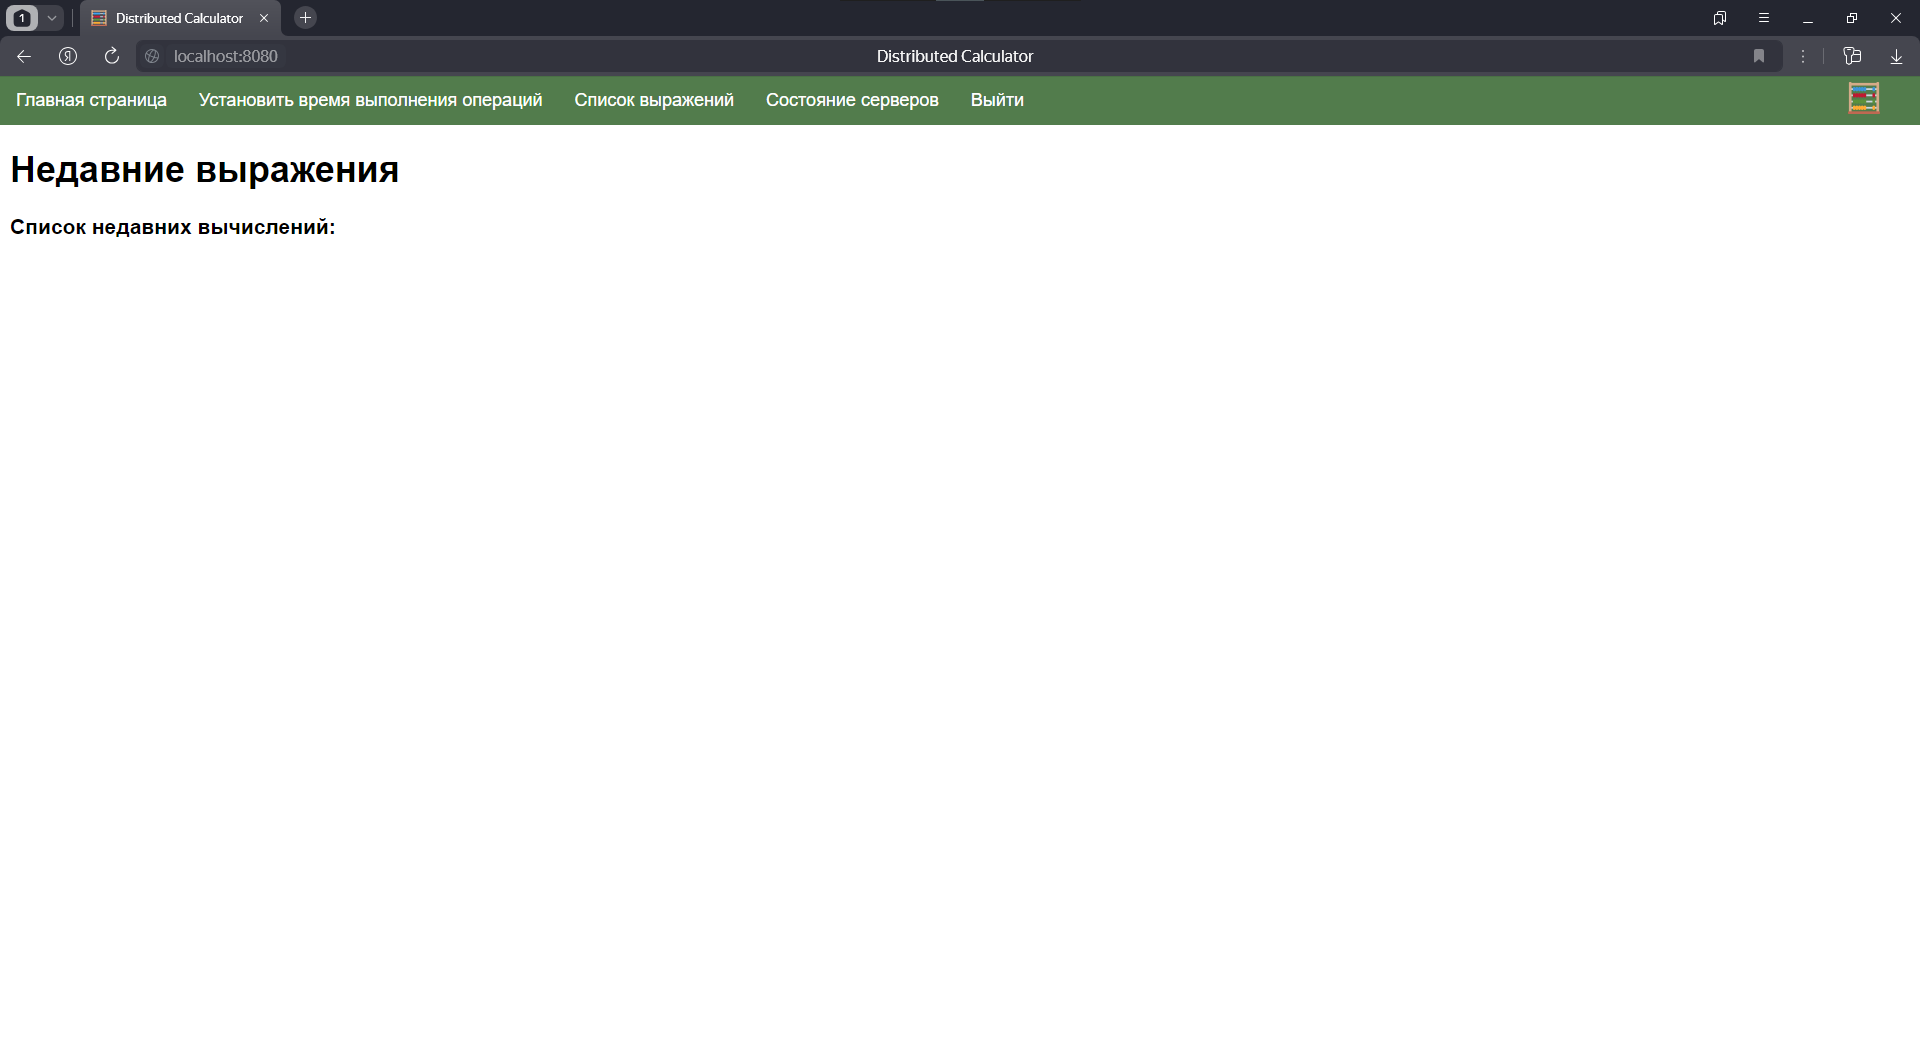 1
Distributed Calculator
Я
localhost:8080
Distributed Calculator
Главная страница
Установить время выполнения операций
Список выражений
Состояние серверов
Выйти
Недавние выражения
Список недавних вычислений: